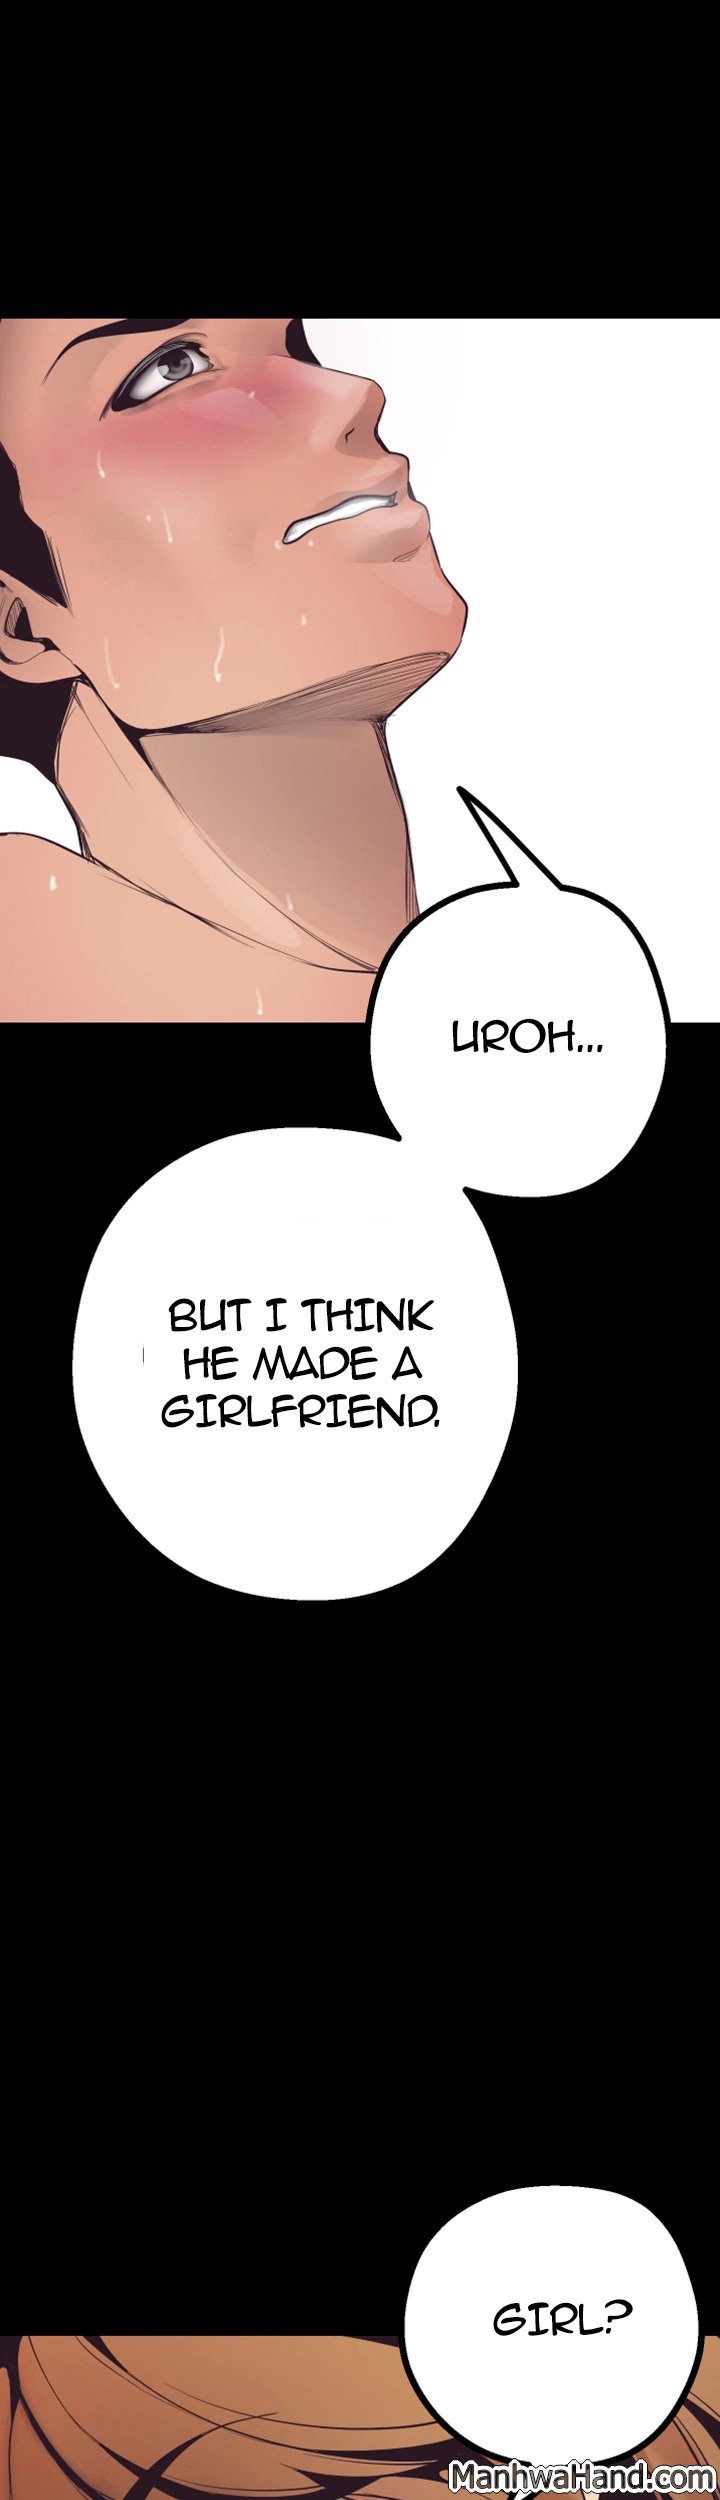 UROH...
BUT I THINK
HE MADE A
GIRLFRIEND.
GIRL?
ManhwaHand.com